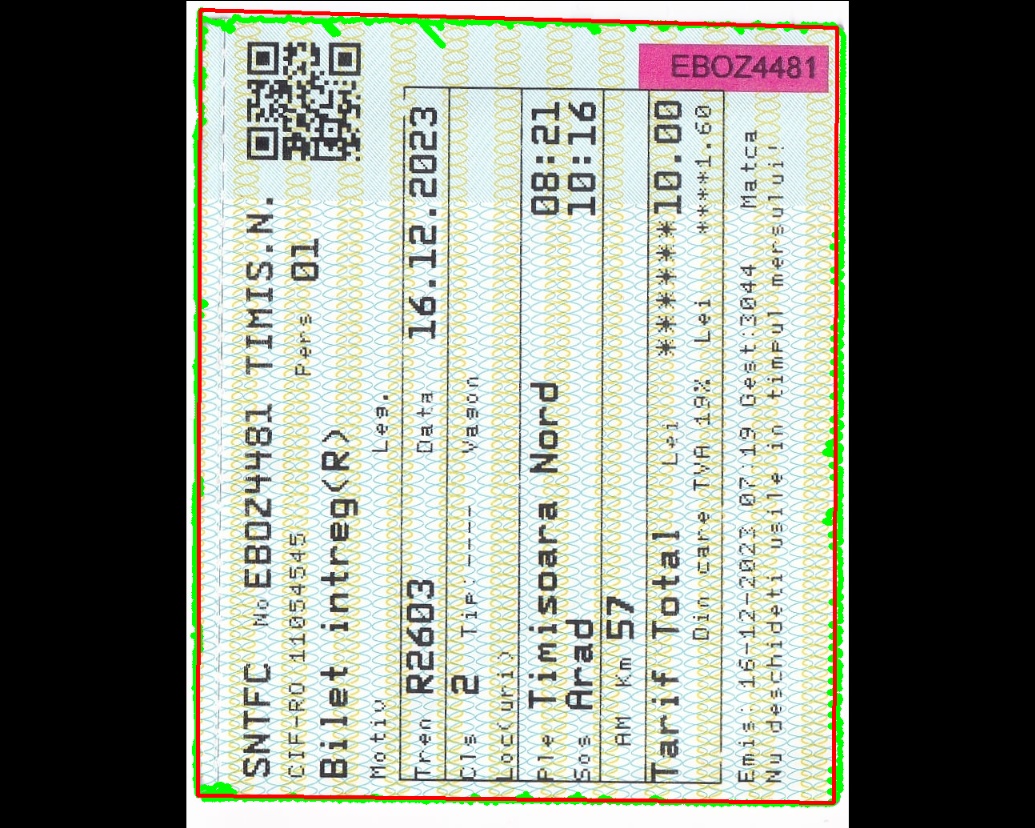 EBOZ4481
SNTFC No EBOZ4481 TIMIS.N.
CIF-RO 11054545 Pers 01
Bilet intreg(R)
Motiv Leg.
Tren R2603 Data 16.12.2023
Cls 2 Tip:---- Vagon
Loc(uri)
Ple Timisoara Nord 08:21
Sos Arad 10:16
AM Km 57
Tarif Total Lei ******10.00
Din care TVA 19% Lei ****1.60
Emis: 16-12-2023 07:19 Gest:3044 Matca
Nu deschideti usile in timpul mersului!